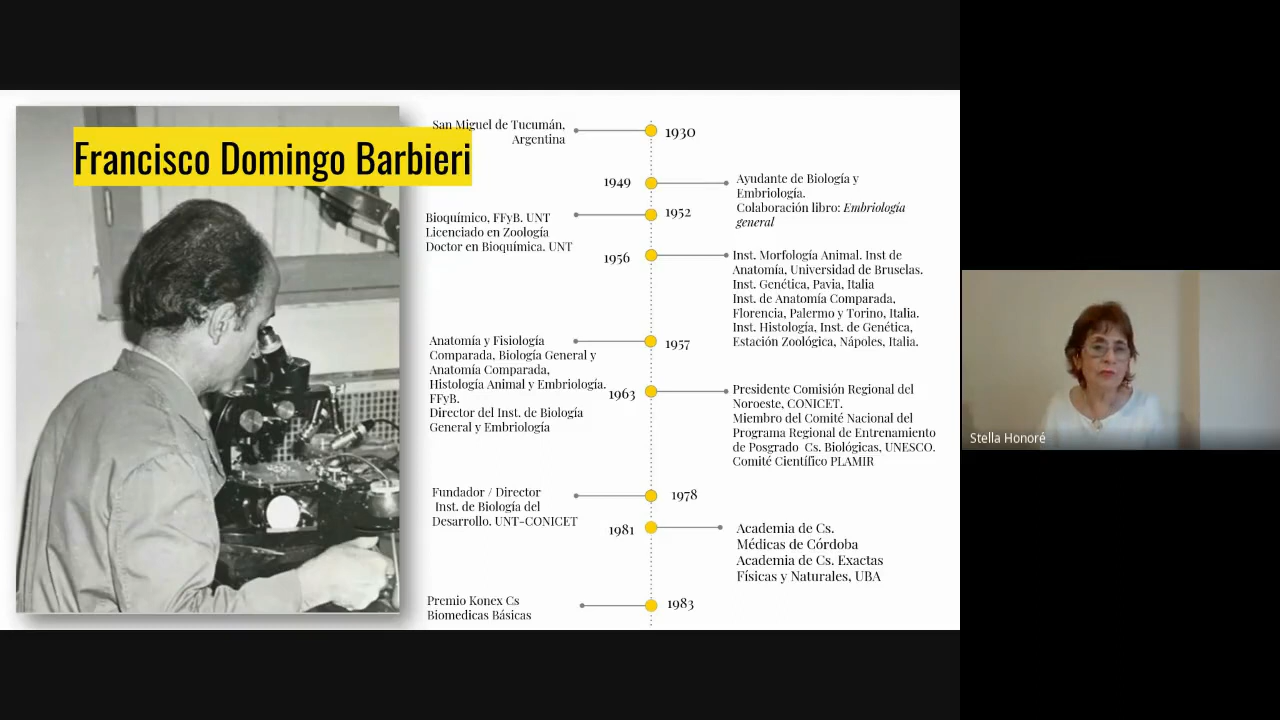 Francisco Domingo Barbieri
San Miguel de Tucumán,
Argentina
1930
1949
Ayudante de Biología y
Embriología.
Colaboración libro: Embriología
general
Bioquímico, FFyB. UNT
Licenciado en Zoología
Doctor en Bioquímica. UNT
1952
1956
Inst. Morfología Animal. Inst de
Anatomía, Universidad de Bruselas.
Inst. Genética, Pavia, Italia
Inst. de Anatomía Comparada,
Florencia, Palermo y Torino, Italia.
Inst. Histología, Inst. de Genética,
Estación Zoológica, Nápoles, Italia.
Anatomía y Fisiología
Comparada, Biología General y
Anatomía Comparada,
Histología Animal y Embriología.
FFyB.
Director del Inst. de Biología
General y Embriología
1957
1963
Presidente Comisión Regional del
Noroeste, CONICET.
Miembro del Comité Nacional del
Programa Regional de Entrenamiento
de Posgrado Cs. Biológicas, UNESCO.
Comité Científico PLAMIR
Fundador / Director
Inst. de Biología del
Desarrollo. UNT-CONICET
1978
1981
Academia de Cs.
Médicas de Córdoba
Academia de Cs. Exactas
Físicas y Naturales, UBA
Premio Konex Cs
Biomedicas Básicas
1983
Stella Honoré